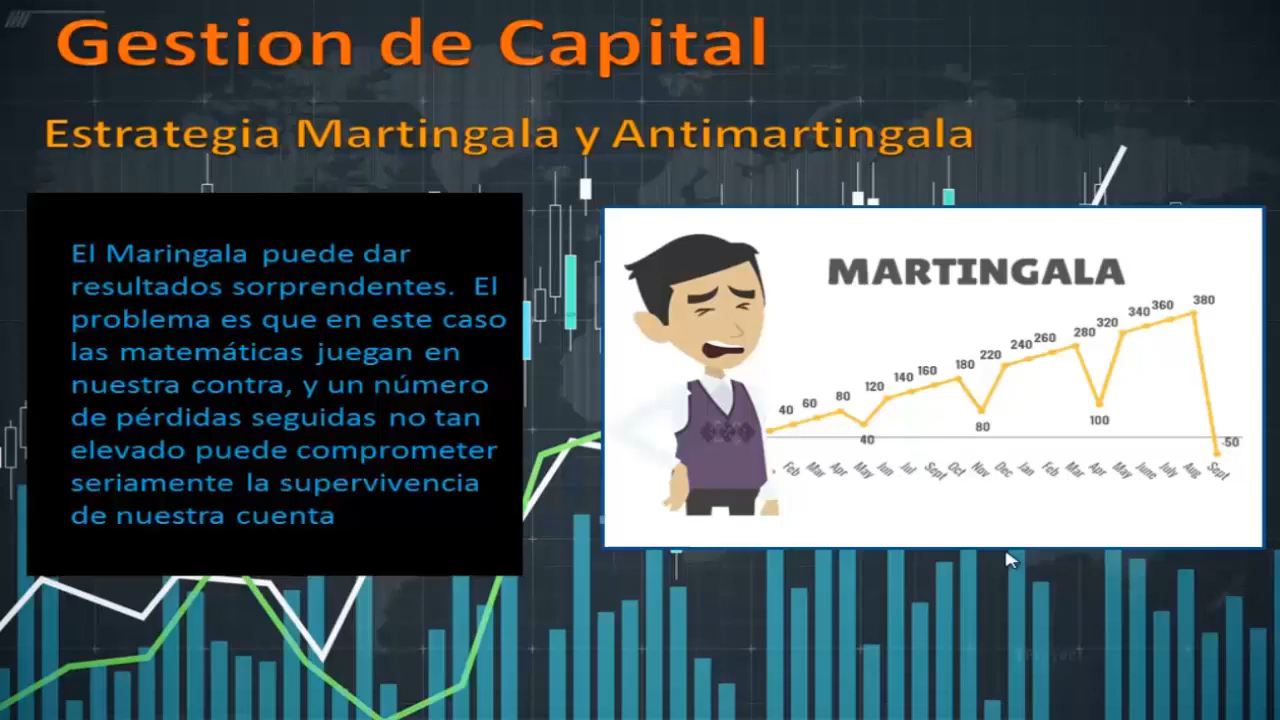 Gestion de Capital
Estrategia Martingala y Antimartingala
El Maringala puede dar
resultados sorprendentes. El
problema es que en este caso
las matemáticas juegan en
nuestra contra, y un número
de pérdidas seguidas no tan
elevado puede comprometer
seriamente la supervivencia
de nuestra cuenta
MARTINGALA
40 60 80 40 120 140 160 180 80 220 240 260 280 100 320 340 360 380 -50
Feb Mar Apr May Jun Jul Sept Oct Nov Dec Jan Feb Mar Apr May June July Aug Sept